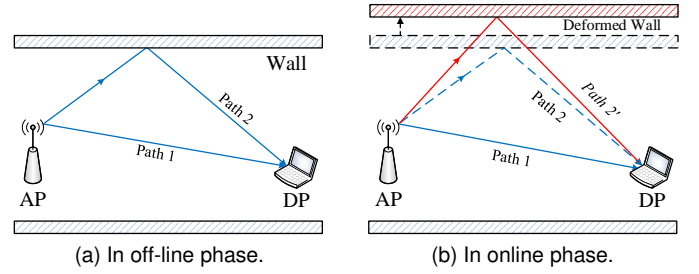 Wall
Path 2
Path 1
AP
DP
(a) In off-line phase.
Deformed Wall
Path 2'
Path 2
Path 1
AP
DP
(b) In online phase.